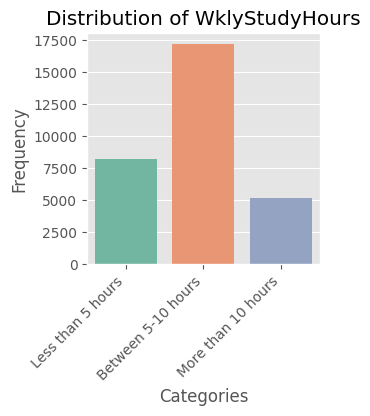 Distribution of WklyStudyHours
Frequency
17500
15000
12500
10000
7500
5000
2500
0
Less than 5 hours
Between 5-10 hours
More than 10 hours
Categories